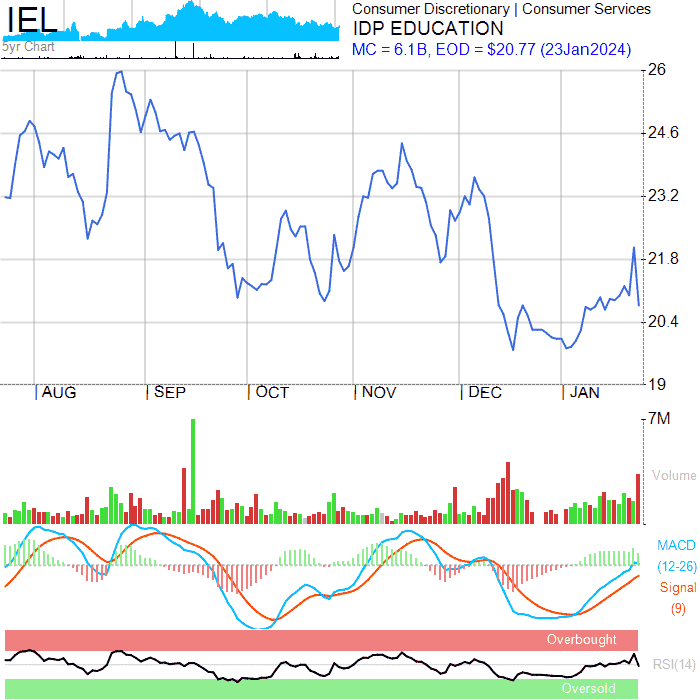 IEL
5yr Chart
Consumer Discretionary | Consumer Services
IDP EDUCATION
MC = 6.1B, EOD = $20.77 (23Jan2024)
26
24.6
23.2
21.8
20.4
19
AUG
SEP
OCT
NOV
DEC
JAN
7M
Volume
MACD
(12-26)
Signal
(9)
Overbought
RSI(14)
Oversold